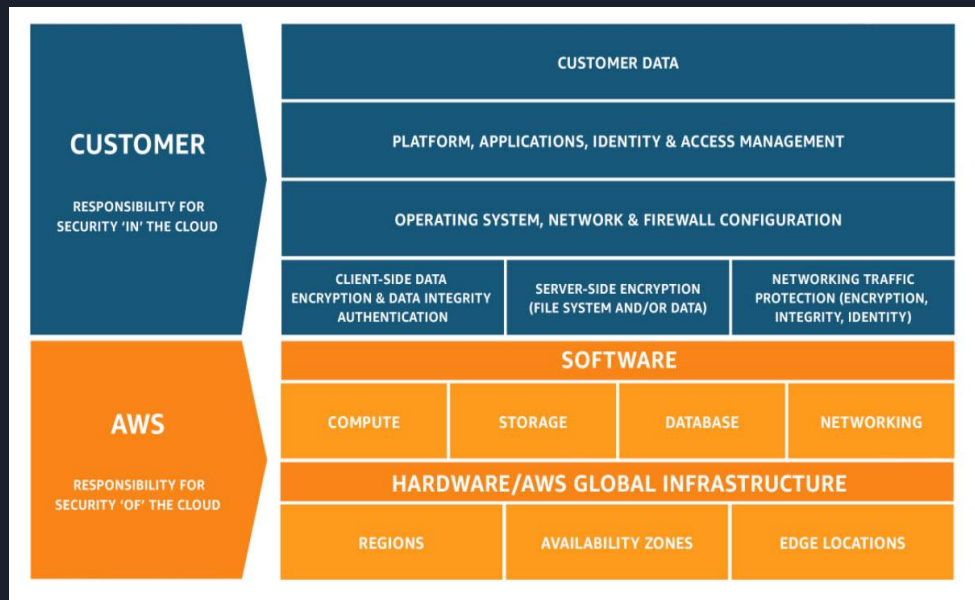 CUSTOMER
RESPONSIBILITY FOR
SECURITY ‘IN’ THE CLOUD
CUSTOMER DATA
PLATFORM, APPLICATIONS, IDENTITY & ACCESS MANAGEMENT
OPERATING SYSTEM, NETWORK & FIREWALL CONFIGURATION
CLIENT-SIDE DATA
ENCRYPTION & DATA INTEGRITY
AUTHENTICATION
SERVER-SIDE ENCRYPTION
(FILE SYSTEM AND/OR DATA)
NETWORKING TRAFFIC
PROTECTION (ENCRYPTION,
INTEGRITY, IDENTITY)
AWS
RESPONSIBILITY FOR
SECURITY ‘OF’ THE CLOUD
SOFTWARE
COMPUTE
STORAGE
DATABASE
NETWORKING
HARDWARE/AWS GLOBAL INFRASTRUCTURE
REGIONS
AVAILABILITY ZONES
EDGE LOCATIONS